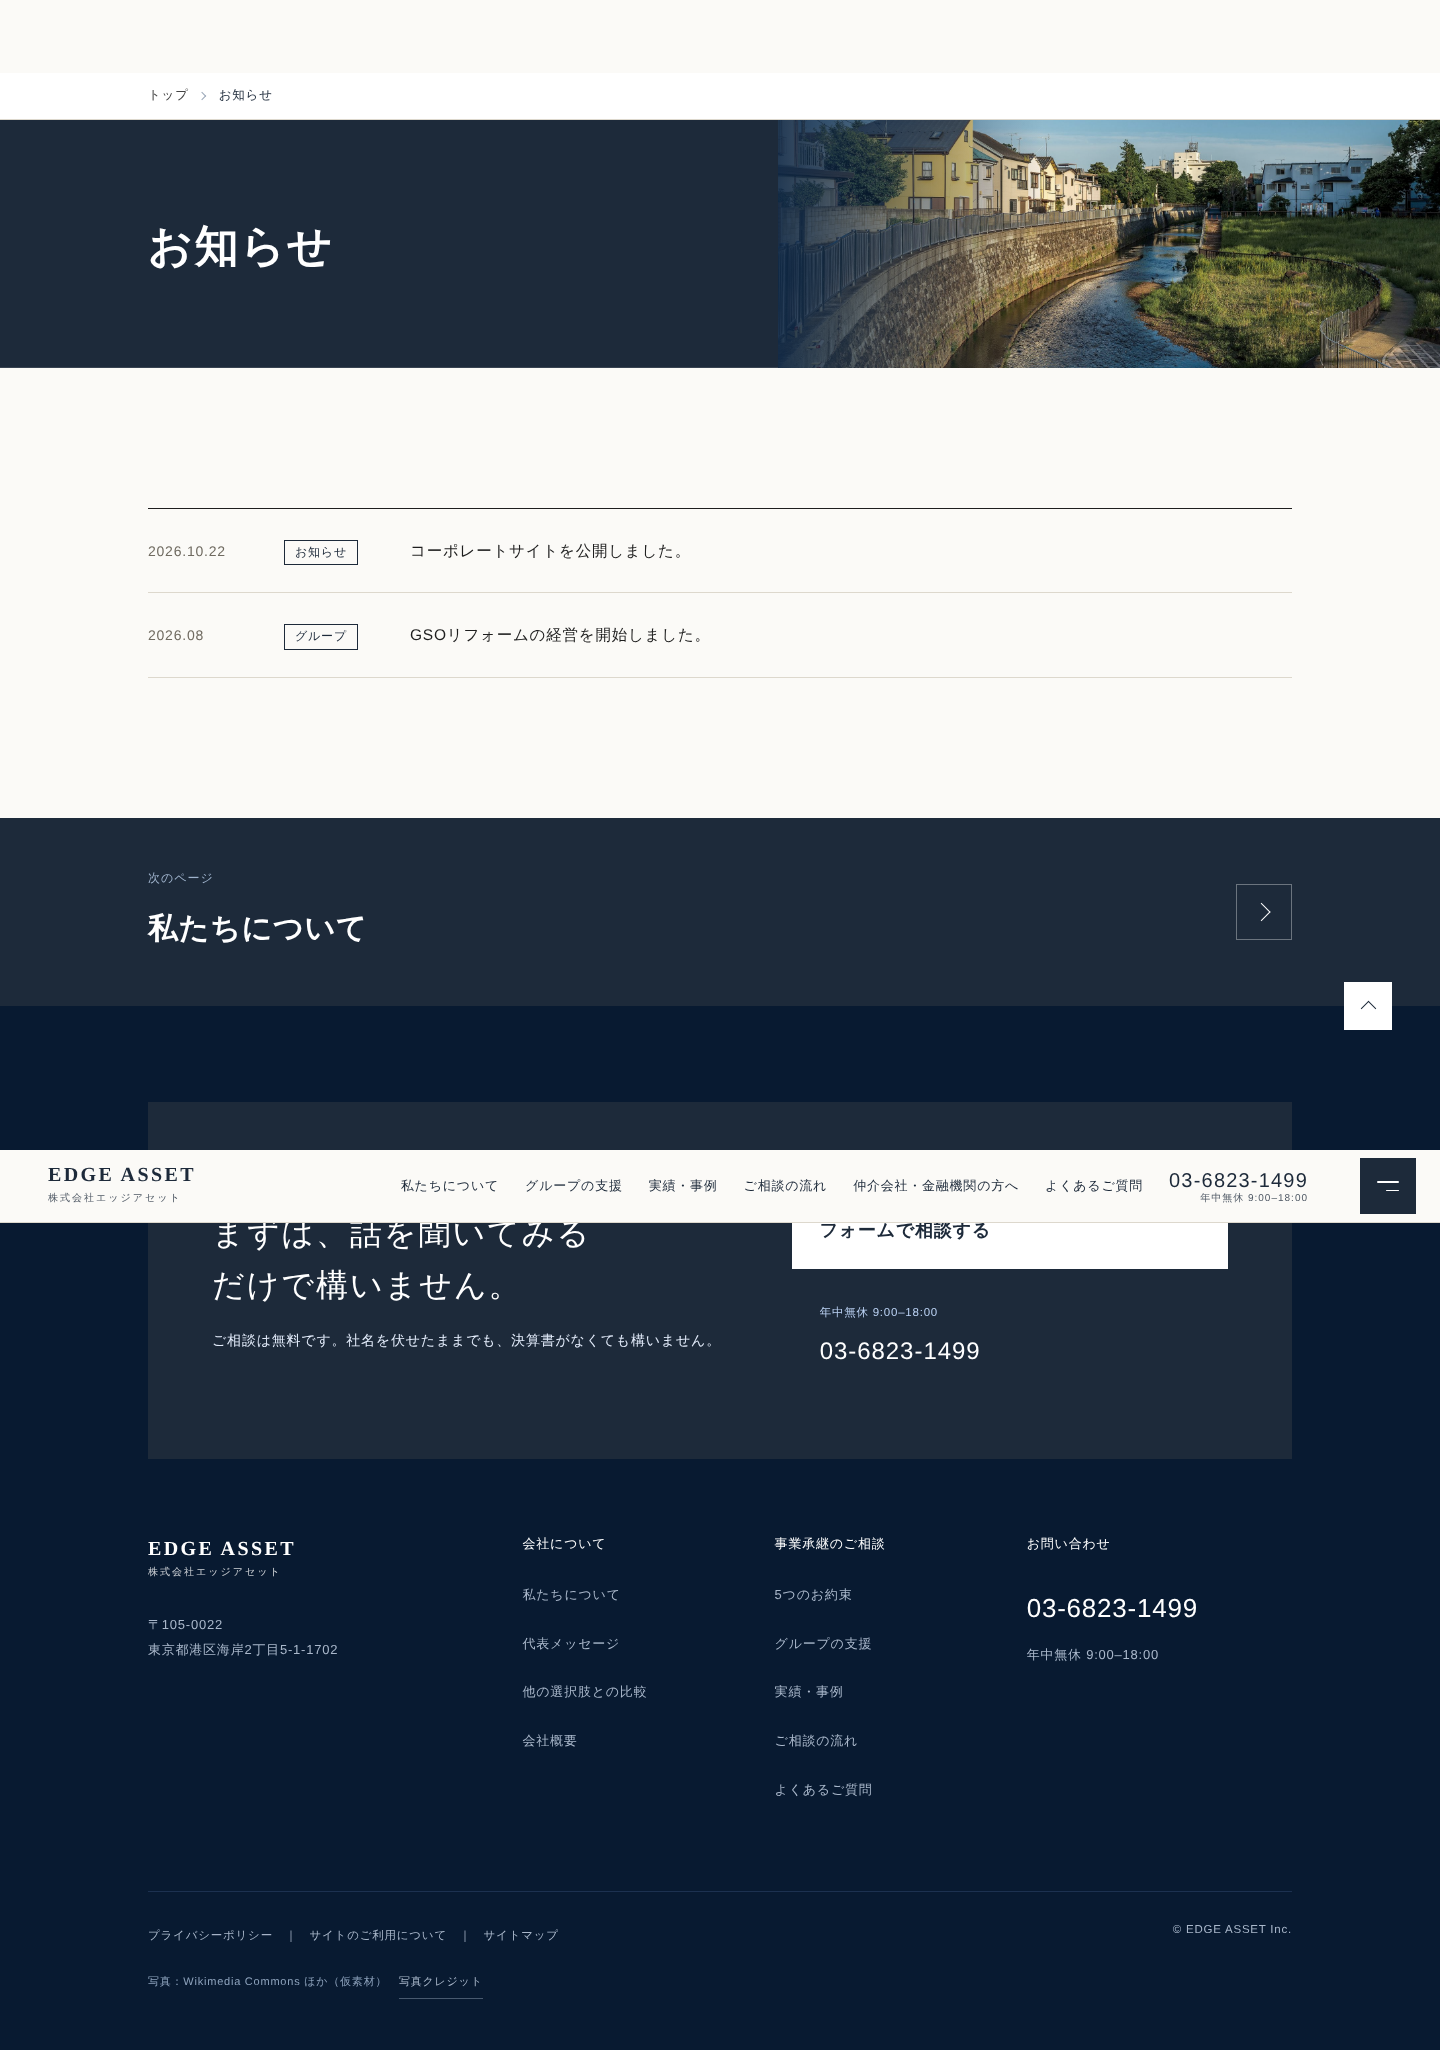 トップ
お知らせ
お知らせ
2026.10.22
お知らせ
コーポレートサイトを公開しました。
2026.08
グループ
GSOリフォームの経営を開始しました。
次のページ
私たちについて
EDGE ASSET
株式会社エッジアセット
私たちについて
グループの支援
実績・事例
ご相談の流れ
仲介会社・金融機関の方へ
よくあるご質問
03-6823-1499
年中無休 9:00–18:00
まずは、話を聞いてみる
だけで構いません。
ご相談は無料です。社名を伏せたままでも、決算書がなくても構いません。
フォームで相談する
年中無休 9:00–18:00
03-6823-1499
EDGE ASSET
株式会社エッジアセット
〒105-0022
東京都港区海岸2丁目5-1-1702
会社について
私たちについて
代表メッセージ
他の選択肢との比較
会社概要
事業承継のご相談
5つのお約束
グループの支援
実績・事例
ご相談の流れ
よくあるご質問
お問い合わせ
03-6823-1499
年中無休 9:00–18:00
プライバシーポリシー | サイトのご利用について | サイトマップ
© EDGE ASSET Inc.
写真：Wikimedia Commons ほか（仮素材） 写真クレジット